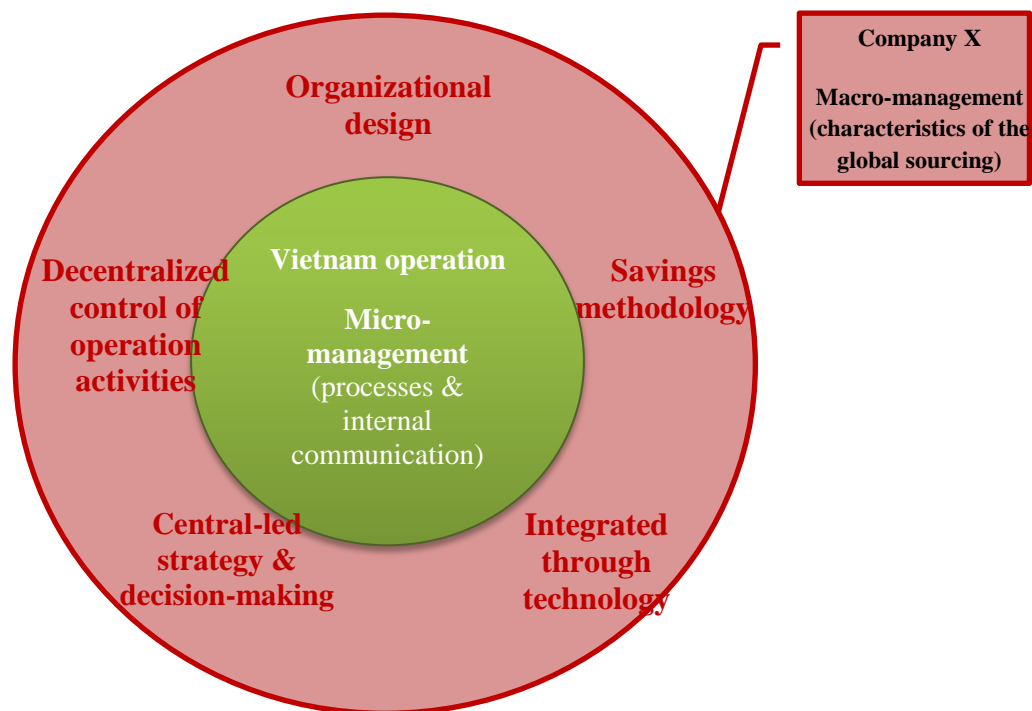 Organizational
design
Company X
Macro-management
(characteristics of the
global sourcing)
Decentralized
control of
operation
activities
Vietnam operation
Micro-
management
(processes &
internal
communication)
Savings
methodology
Central-led
strategy &
decision-making
Integrated
through
technology